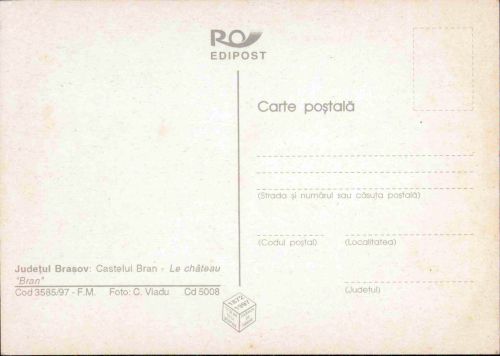 RO
EDIPOST
Carte poștală
(Strada și numărul sau căsuța poștală)
(Codul poștal) (Localitatea)
(Județul)
Județul Brașov: Castelul Bran - Le château
"Bran"
Cod 3585/97 - F.M. Foto: C. Vladu Cd 5008